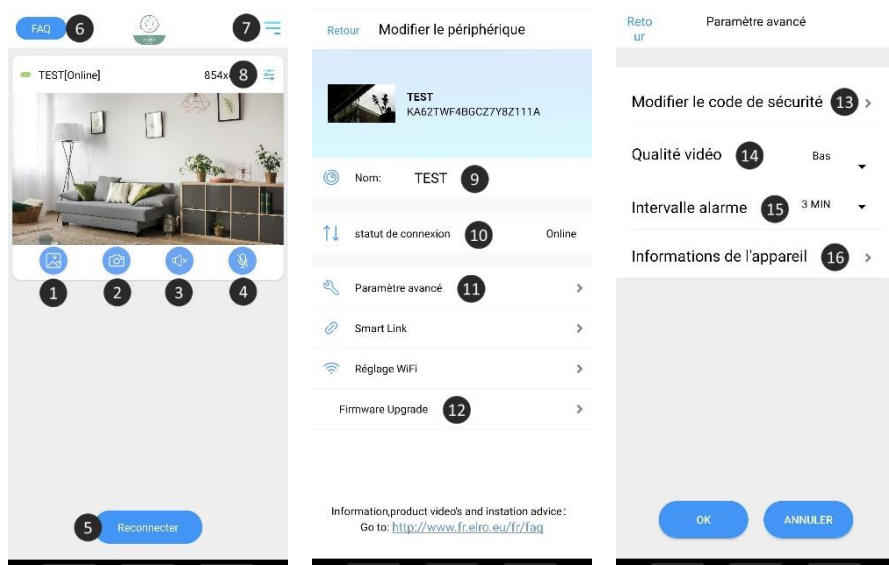 FAQ 6
7
TEST[Online] 854x 8
1 2 3 4
5 Reconnecter
Retour Modifier le périphérique
TEST
KA62TWF4BGCZ7Y8Z111A
Nom: TEST 9
statut de connexion 10 Online
Paramètre avancé 11
Smart Link
Réglage WiFi
Firmware Upgrade 12
Information,product video's and instation advice:
Go to: http://www.fr.elro.eu/fr/faq
Reto
ur
Paramètre avancé
Modifier le code de sécurité 13
Qualité vidéo 14 Bas
Intervalle alarme 15 3 MIN
Informations de l'appareil 16
OK ANNULER